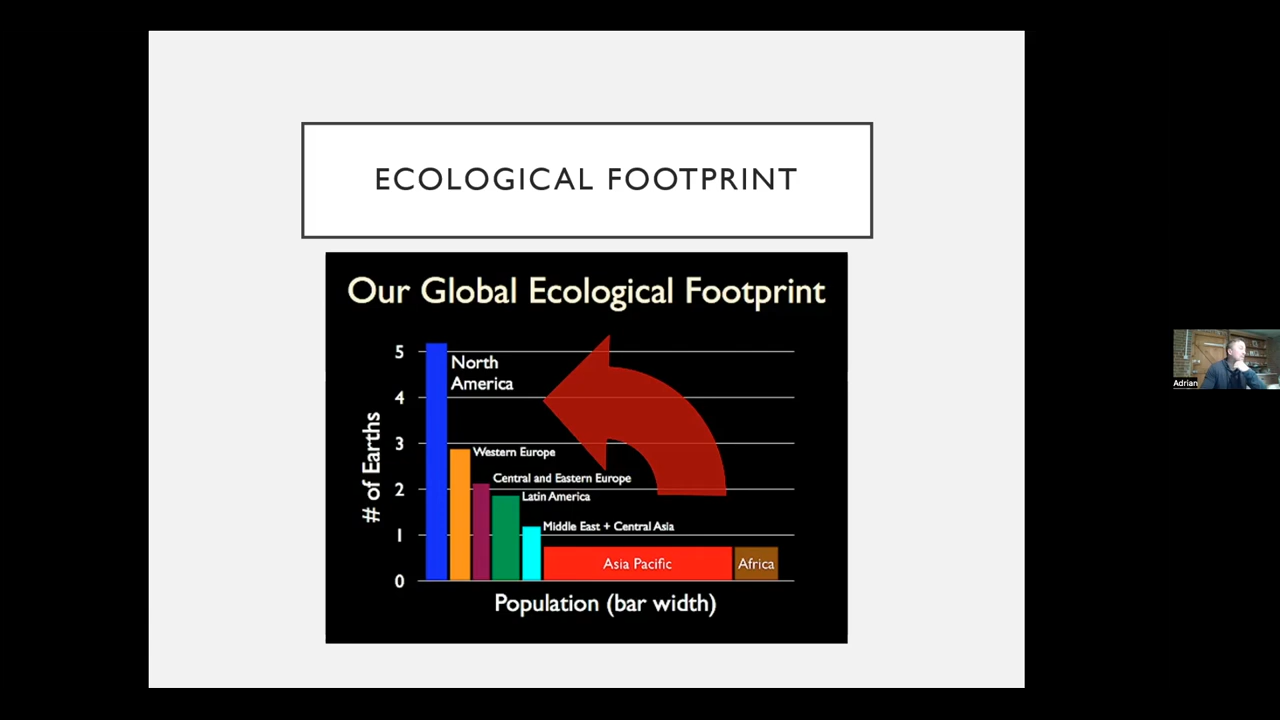 ECOLOGICAL FOOTPRINT
Our Global Ecological Footprint
# of Earths
5
4
3
2
1
0
North
America
Western Europe
Central and Eastern Europe
Latin America
Middle East + Central Asia
Asia Pacific
Africa
Population (bar width)
Adrian